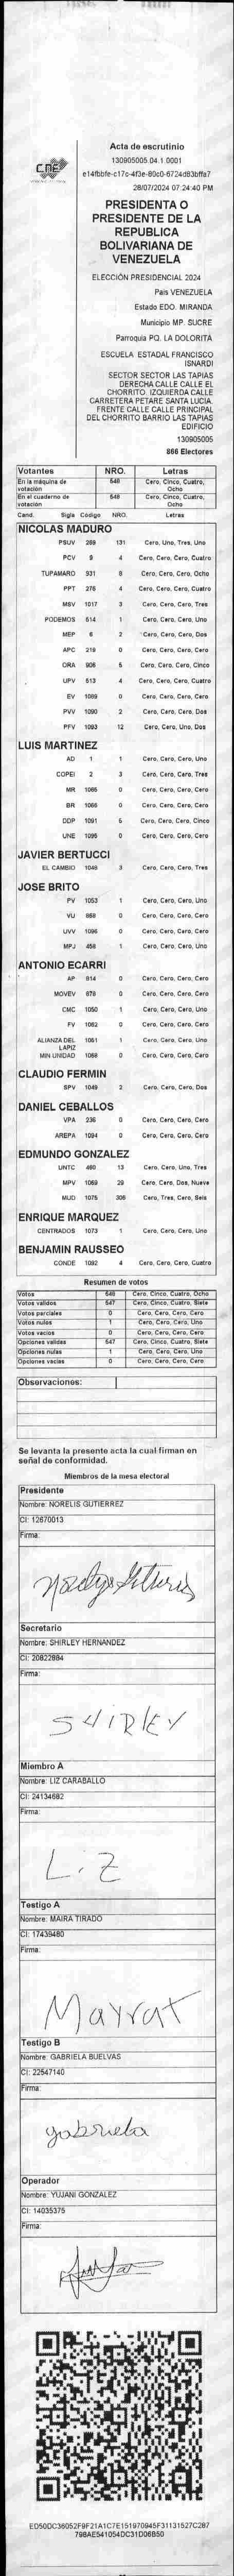 CNE
Acta de escrutinio
130905005.04.1.0001
e14fbbfe-c17c-4f3e-80c0-6724d83bffa7
28/07/2024 07:24:40 PM
PRESIDENTA O
PRESIDENTE DE LA
REPUBLICA
BOLIVARIANA DE
VENEZUELA
ELECCIÓN PRESIDENCIAL 2024
País VENEZUELA
Estado EDO. MIRANDA
Municipio MP. SUCRE
Parroquia PQ. LA DOLORITA
ESCUELA ESTADAL FRANCISCO
ISNARDI
SECTOR SECTOR LAS TAPIAS
DERECHA CALLE CALLE EL
CHORRITO. IZQUIERDA CALLE
CARRETERA PETARE SANTA LUCIA.
FRENTE CALLE CALLE PRINCIPAL
DEL CHORRITO BARRIO LAS TAPIAS
EDIFICIO
130905005
866 Electores
Votantes NRO. Letras
En la máquina de votación 548 Cero, Cinco, Cuatro, Ocho
En el cuaderno de votación 548 Cero, Cinco, Cuatro, Ocho
Cand. Sigla Código NRO. Letras
NICOLAS MADURO
PSUV 269 131 Cero, Uno, Tres, Uno
PCV 9 4 Cero, Cero, Cero, Cuatro
TUPAMARO 931 8 Cero, Cero, Cero, Ocho
PPT 276 4 Cero, Cero, Cero, Cuatro
MSV 1017 3 Cero, Cero, Cero, Tres
PODEMOS 514 1 Cero, Cero, Cero, Uno
MEP 6 2 Cero, Cero, Cero, Dos
APC 219 0 Cero, Cero, Cero, Cero
ORA 906 5 Cero, Cero, Cero, Cinco
UPV 513 4 Cero, Cero, Cero, Cuatro
EV 1089 0 Cero, Cero, Cero, Cero
PVV 1090 2 Cero, Cero, Cero, Dos
PFV 1093 12 Cero, Cero, Uno, Dos
LUIS MARTINEZ
AD 1 1 Cero, Cero, Cero, Uno
COPEI 2 3 Cero, Cero, Cero, Tres
MR 1065 0 Cero, Cero, Cero, Cero
BR 1066 0 Cero, Cero, Cero, Cero
DDP 1091 5 Cero, Cero, Cero, Cinco
UNE 1095 0 Cero, Cero, Cero, Cero
JAVIER BERTUCCI
EL CAMBIO 1048 3 Cero, Cero, Cero, Tres
JOSE BRITO
PV 1053 1 Cero, Cero, Cero, Uno
VU 868 0 Cero, Cero, Cero, Cero
UVV 1096 0 Cero, Cero, Cero, Cero
MPJ 458 1 Cero, Cero, Cero, Uno
ANTONIO ECARRI
AP 814 0 Cero, Cero, Cero, Cero
MOVEV 878 0 Cero, Cero, Cero, Cero
CMC 1050 1 Cero, Cero, Cero, Uno
FV 1062 0 Cero, Cero, Cero, Cero
ALIANZA DEL LAPIZ 1061 1 Cero, Cero, Cero, Uno
MIN UNIDAD 1068 0 Cero, Cero, Cero, Cero
CLAUDIO FERMIN
SPV 1049 2 Cero, Cero, Cero, Dos
DANIEL CEBALLOS
VPA 236 0 Cero, Cero, Cero, Cero
AREPA 1094 0 Cero, Cero, Cero, Cero
EDMUNDO GONZALEZ
UNTC 460 13 Cero, Cero, Uno, Tres
MPV 1069 29 Cero, Cero, Dos, Nueve
MUD 1075 306 Cero, Tres, Cero, Seis
ENRIQUE MARQUEZ
CENTRADOS 1073 1 Cero, Cero, Cero, Uno
BENJAMIN RAUSSEO
CONDE 1092 4 Cero, Cero, Cero, Cuatro
Resumen de votos
Votos 548 Cero, Cinco, Cuatro, Ocho
Votos validos 547 Cero, Cinco, Cuatro, Siete
Votos parciales 0 Cero, Cero, Cero, Cero
Votos nulos 1 Cero, Cero, Cero, Uno
Votos vacíos 0 Cero, Cero, Cero, Cero
Opciones validas 547 Cero, Cinco, Cuatro, Siete
Opciones nulas 1 Cero, Cero, Cero, Uno
Opciones vacías 0 Cero, Cero, Cero, Cero
Observaciones:
Se levanta la presente acta la cual firman en
señal de conformidad.
Miembros de la mesa electoral
Presidente
Nombre: NORELIS GUTIERREZ
CI: 12670013
Firma:
Secretario
Nombre: SHIRLEY HERNANDEZ
CI: 20822884
Firma:
SHIRLEY
Miembro A
Nombre: LIZ CARABALLO
CI: 24134682
Firma:
Liz
Testigo A
Nombre: MAIRA TIRADO
CI: 17439480
Firma:
Mayrat
Testigo B
Nombre: GABRIELA BUELVAS
CI: 22547140
Firma:
gabriela
Operador
Nombre: YUJANI GONZALEZ
CI: 14035375
Firma:
ED50DC36052F9F21A1C7E151970945F31131527C287
798AE541054DC31D06B50